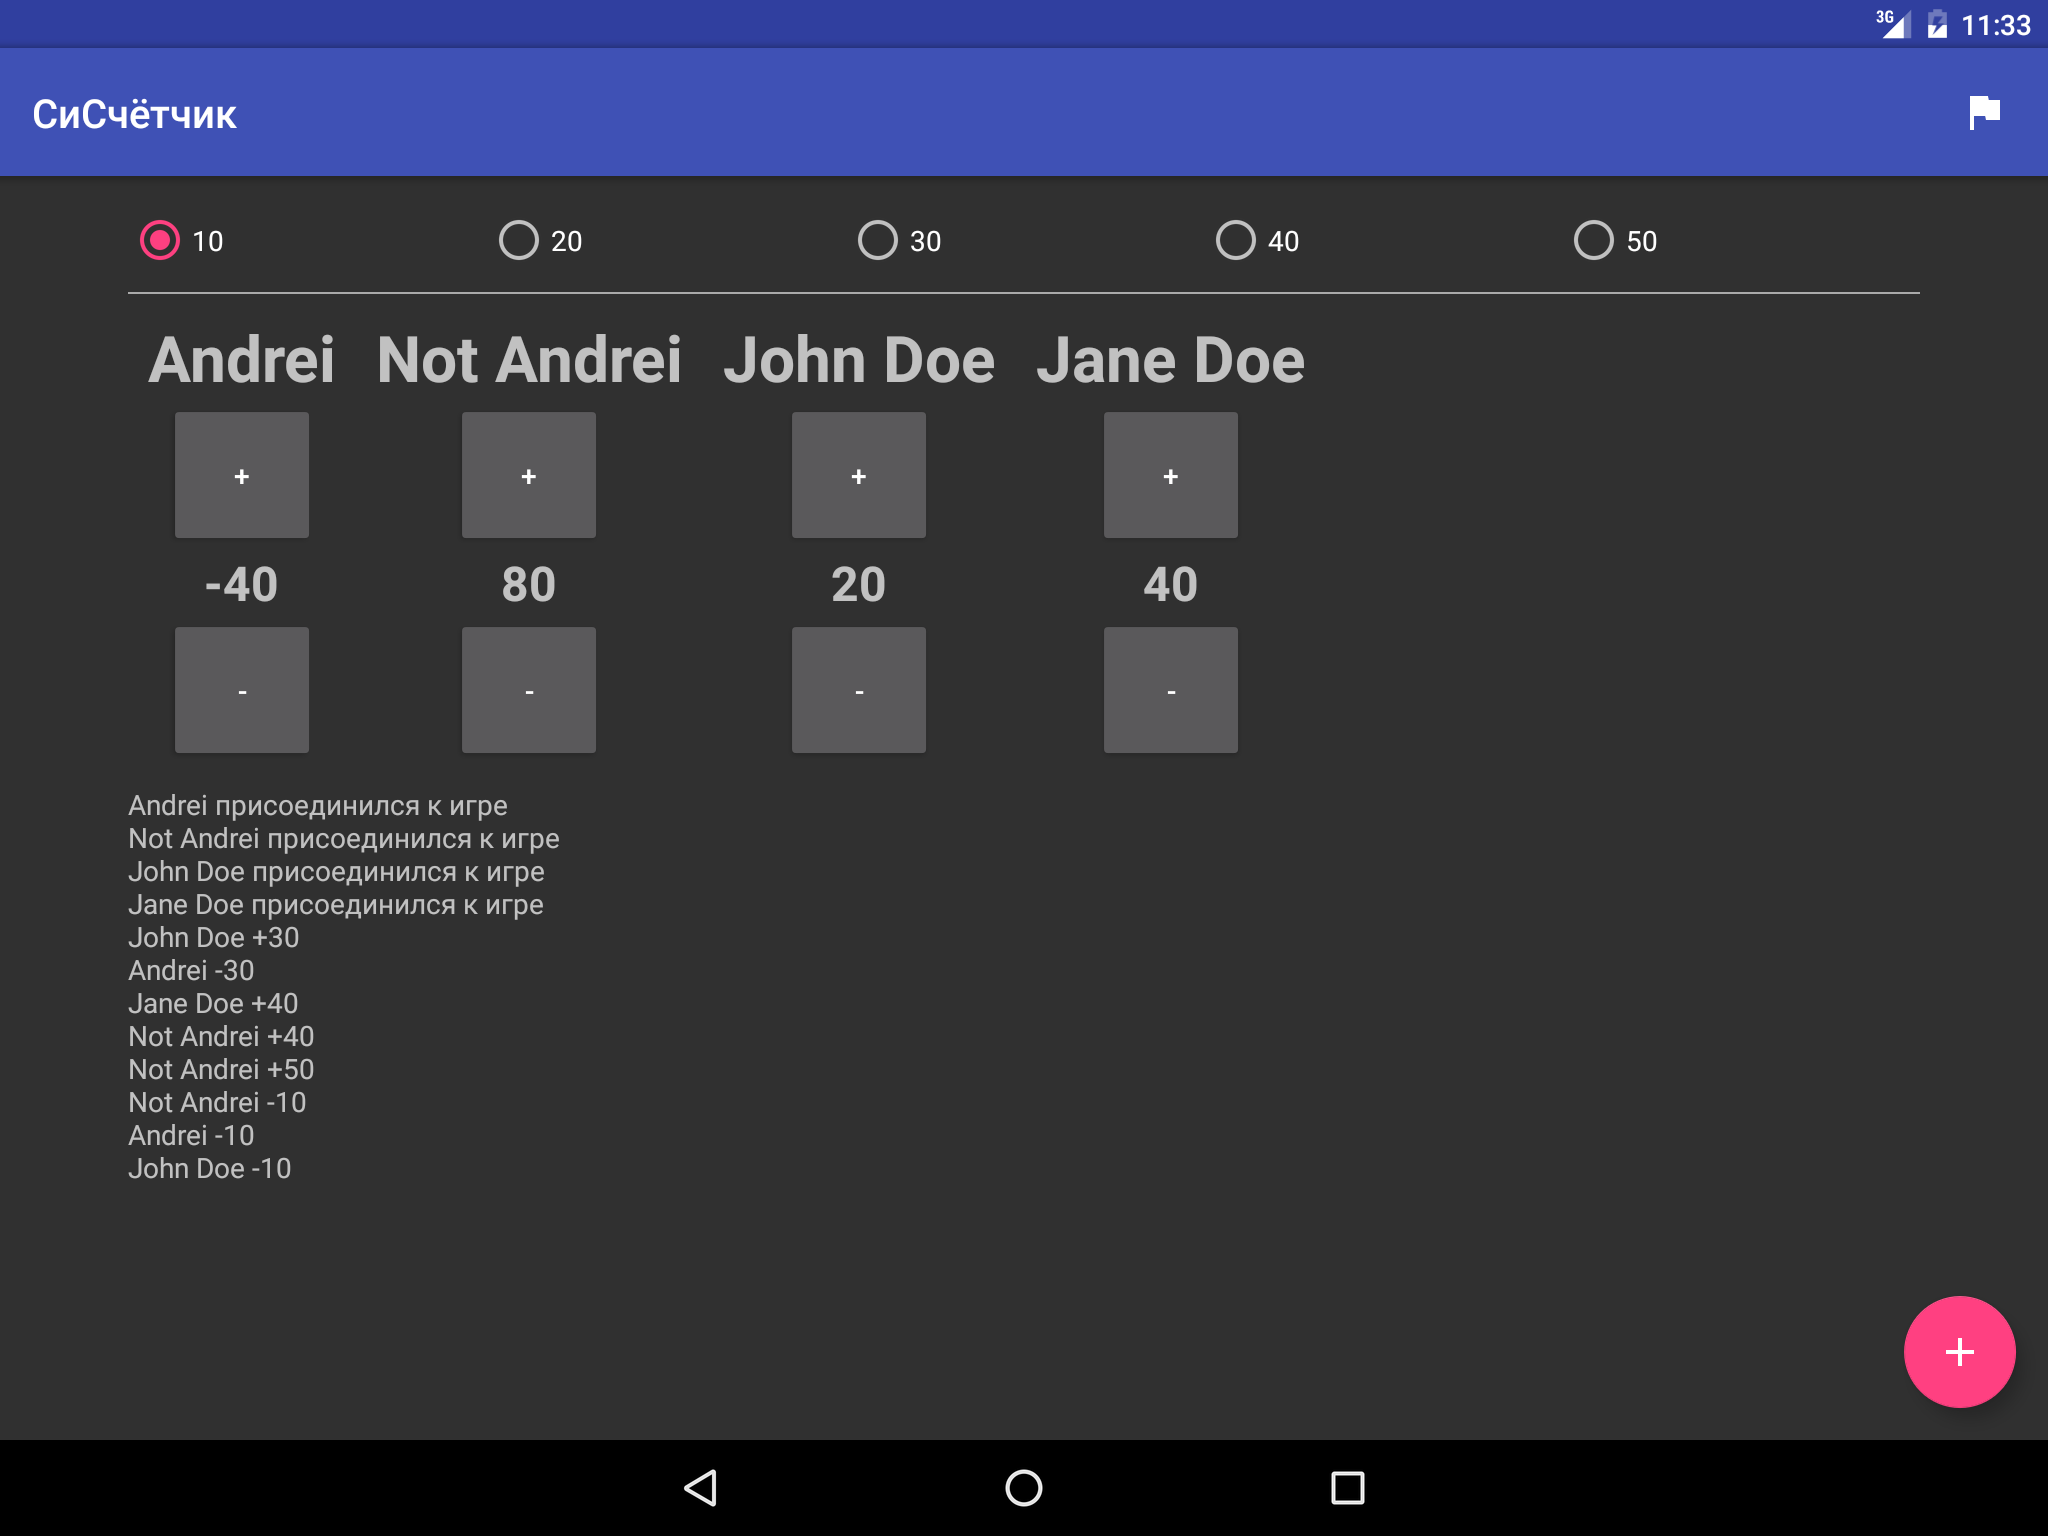 3G 11:33
СиСчётчик
10 20 30 40 50
Andrei Not Andrei John Doe Jane Doe
+ + + +
-40 80 20 40
- - - -
Andrei присоединился к игре
Not Andrei присоединился к игре
John Doe присоединился к игре
Jane Doe присоединился к игре
John Doe +30
Andrei -30
Jane Doe +40
Not Andrei +40
Not Andrei +50
Not Andrei -10
Andrei -10
John Doe -10
+